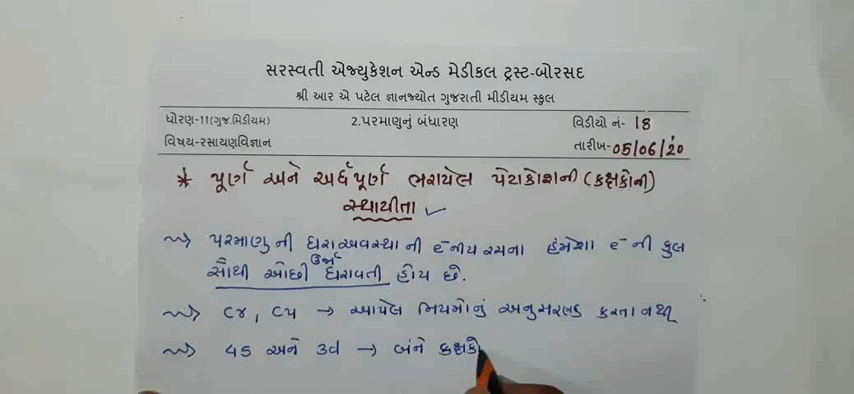 સરસ્વતી એજ્યુકેશન એન્ડ મેડીકલ ટ્રસ્ટ-બોરસદ
શ્રી આર એ પટેલ જ્ઞાનજ્યોત ગુજરાતી મીડીયમ સ્કુલ
ધોરણ-11(ગુજ.મિડીયમ) 2.પરમાણુનું બંધારણ વિડીયો નં- 18
વિષય-રસાયણવિજ્ઞાન તારીખ-05/06/20
* પૂર્ણ અને અર્ધપૂર્ણ ભરાયેલ પેટાકોશની (કક્ષકોની)
સ્થાયીતા ✓
~~> પરમાણુ ની ધરાઅવસ્થા ની e⁻નીય રચના હંમેશા e⁻ ની કુલ
સૌથી ઓછી ઉર્જા ધરાવતી હોય છે.
~~> Cr, Cu → આપેલ નિયમોનું અનુસરણ કરતા નથી
~~> 4s અને 3d → બંને કક્ષકો